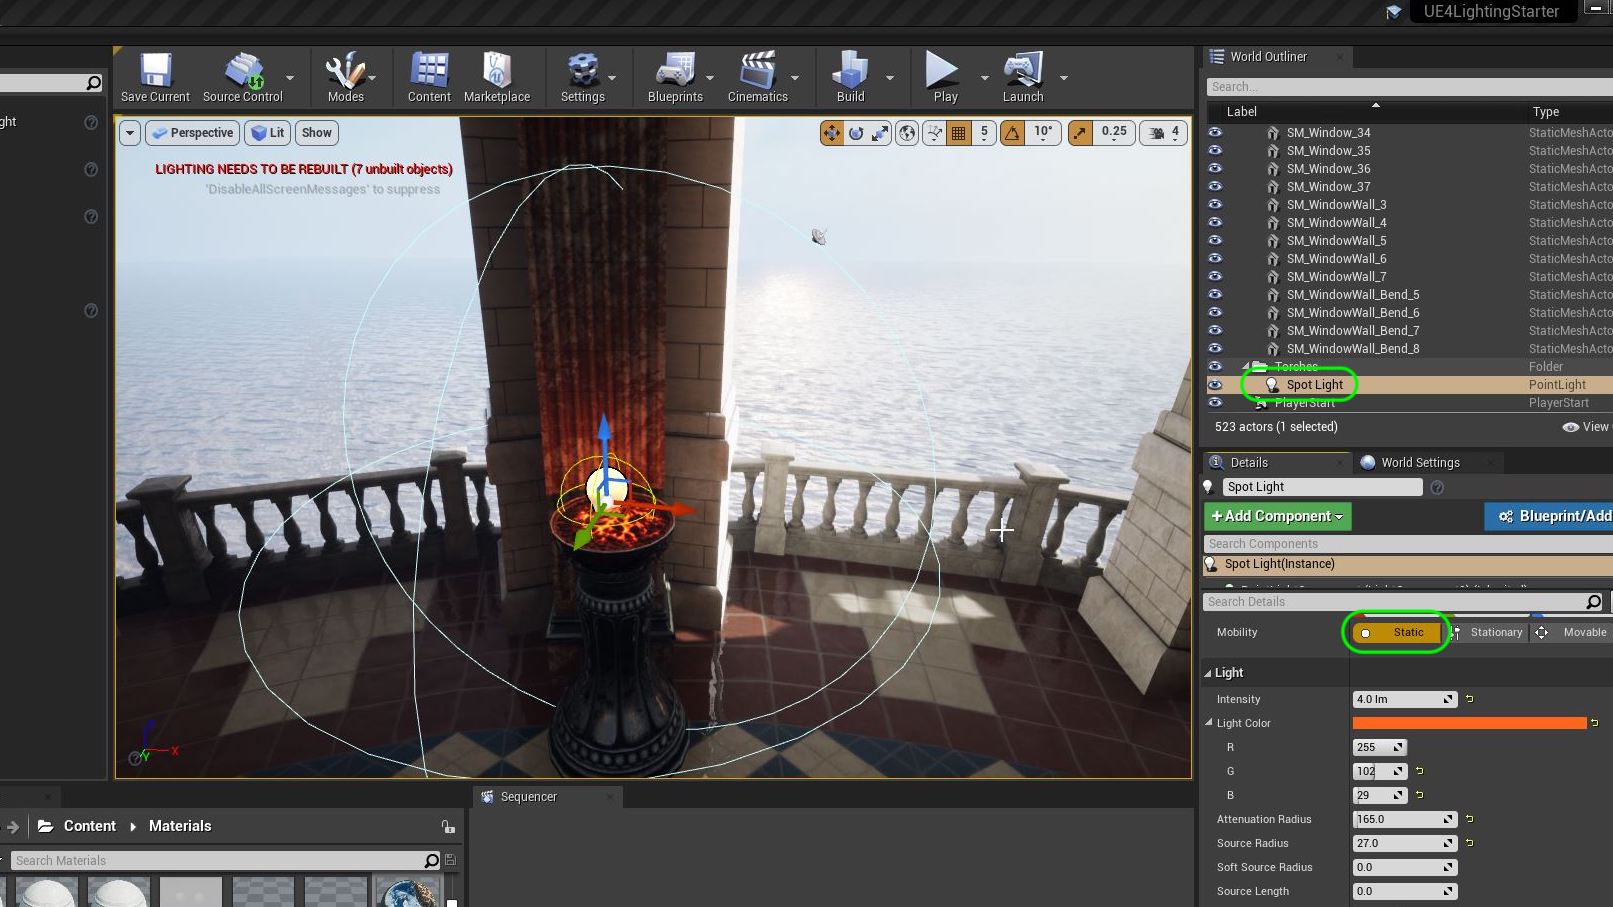 UE4LightingStarter
Save Current
Source Control
Modes
Content
Marketplace
Settings
Blueprints
Cinematics
Build
Play
Launch
World Outliner
Search...
Label
Type
ght
Perspective
Lit
Show
5
10°
0.25
4
LIGHTING NEEDS TO BE REBUILT (7 unbuilt objects)
'DisableAllScreenMessages' to suppress
SM_Window_34 StaticMeshActo
SM_Window_35 StaticMeshActo
SM_Window_36 StaticMeshActo
SM_Window_37 StaticMeshActo
SM_WindowWall_3 StaticMeshActo
SM_WindowWall_4 StaticMeshActo
SM_WindowWall_5 StaticMeshActo
SM_WindowWall_6 StaticMeshActo
SM_WindowWall_7 StaticMeshActo
SM_WindowWall_Bend_5 StaticMeshActo
SM_WindowWall_Bend_6 StaticMeshActo
SM_WindowWall_Bend_7 StaticMeshActo
SM_WindowWall_Bend_8 StaticMeshActo
Torches Folder
Spot Light PointLight
PlayerStart PlayerStart
523 actors (1 selected)
View
Details
World Settings
Spot Light
+Add Component
Blueprint/Add
Search Components
Spot Light(Instance)
Search Details
Mobility
Static
Stationary
Movable
Light
Intensity 4.0 lm
Light Color
R 255
G 102
B 29
Attenuation Radius 165.0
Source Radius 27.0
Soft Source Radius 0.0
Source Length 0.0
Z
X
Y
Sequencer
Content
Materials
Search Materials